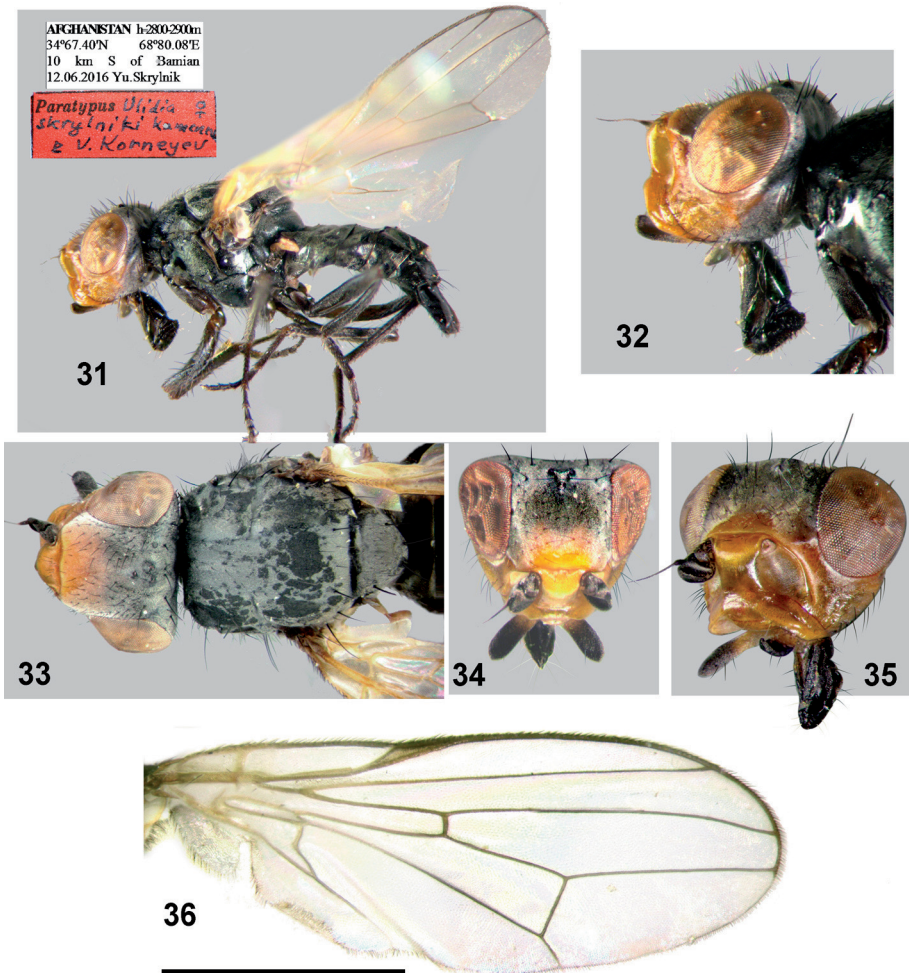 AFGHANISTAN h-2800-2900m
34°67.40'N 68°80.08'E
10 km S of Bamian
12.06.2016 Yu.Skrylnik
Paratypus Ulidia ♀
skrylniki
V. Korneyev
31
32
33
34
35
36